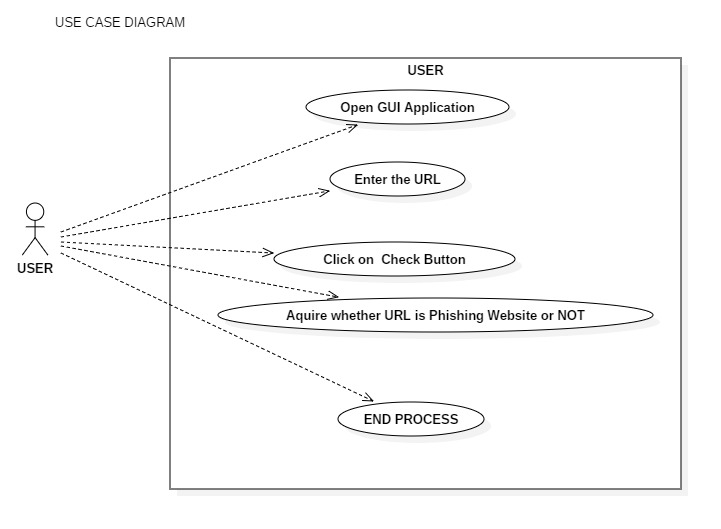 USE CASE DIAGRAM
USER
Open GUI Application
Enter the URL
USER
Click on Check Button
Aquire whether URL is Phishing Website or NOT
END PROCESS